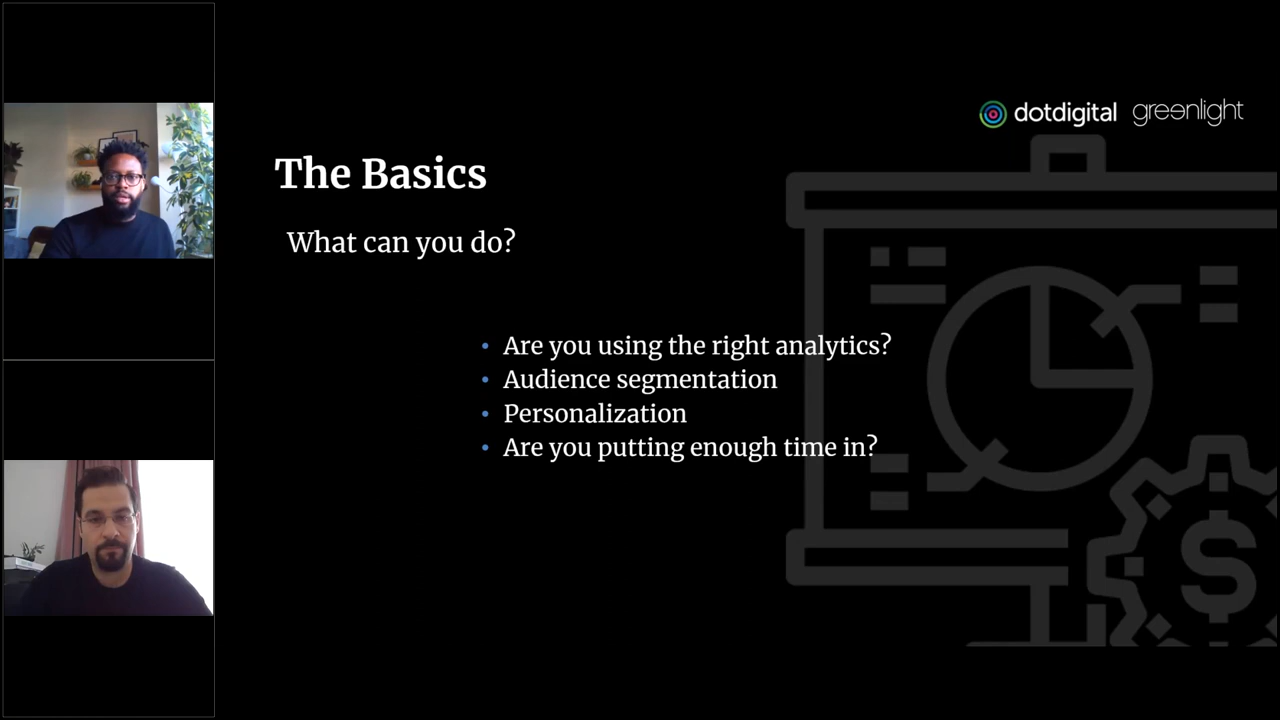 dotdigital greenlight
The Basics
What can you do?
• Are you using the right analytics?
• Audience segmentation
• Personalization
• Are you putting enough time in?
$